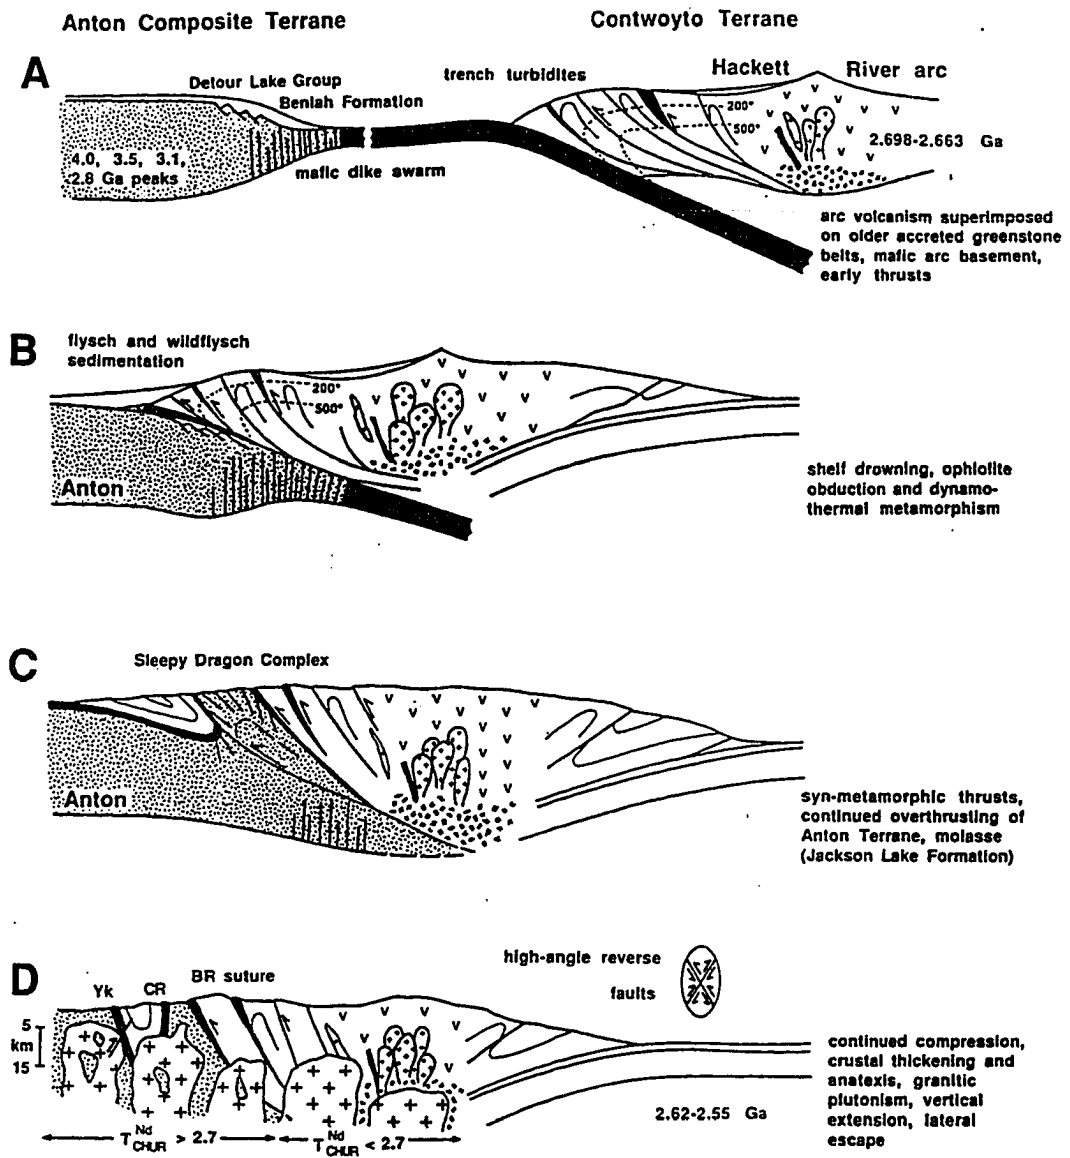 Anton Composite Terrane
Contwoyto Terrane
A
Detour Lake Group
Beniah Formation
trench turbidites
Hackett
River arc
200°
500°
2.698-2.663 Ga
4.0, 3.5, 3.1,
2.8 Ga peaks
mafic dike swarm
arc volcanism superimposed
on older accreted greenstone
belts, mafic arc basement,
early thrusts
B
flysch and wildflysch
sedimentation
200°
500°
Anton
shelf drowning, ophiolite
obduction and dynamo-
thermal metamorphism
C
Sleepy Dragon Complex
Anton
syn-metamorphic thrusts,
continued overthrusting of
Anton Terrane, molasse
(Jackson Lake Formation)
D
Yk
CR
BR suture
high-angle reverse
faults
5
km
15
2.62-2.55 Ga
continued compression,
crustal thickening and
anatexis, granitic
plutonism, vertical
extension, lateral
escape
T Nd CHUR > 2.7
T Nd CHUR < 2.7